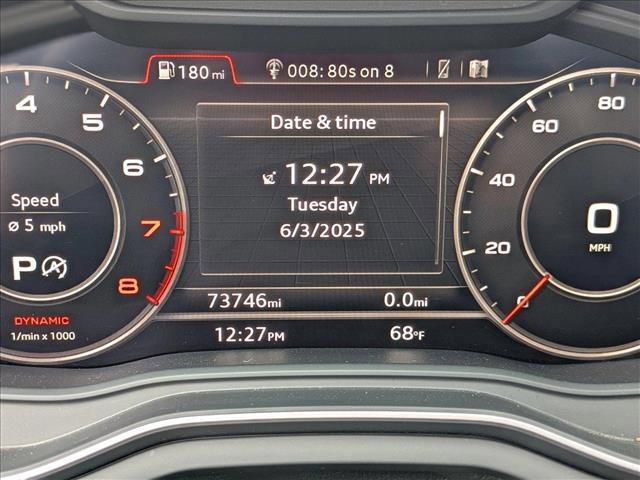 180 mi
008: 80s on 8
Date & time
12:27 PM
Tuesday
6/3/2025
4
5
6
7
8
Speed
ø 5 mph
P
DYNAMIC
1/min x 1000
73746mi
0.0mi
12:27PM
68°F
0
20
40
60
80
0
MPH